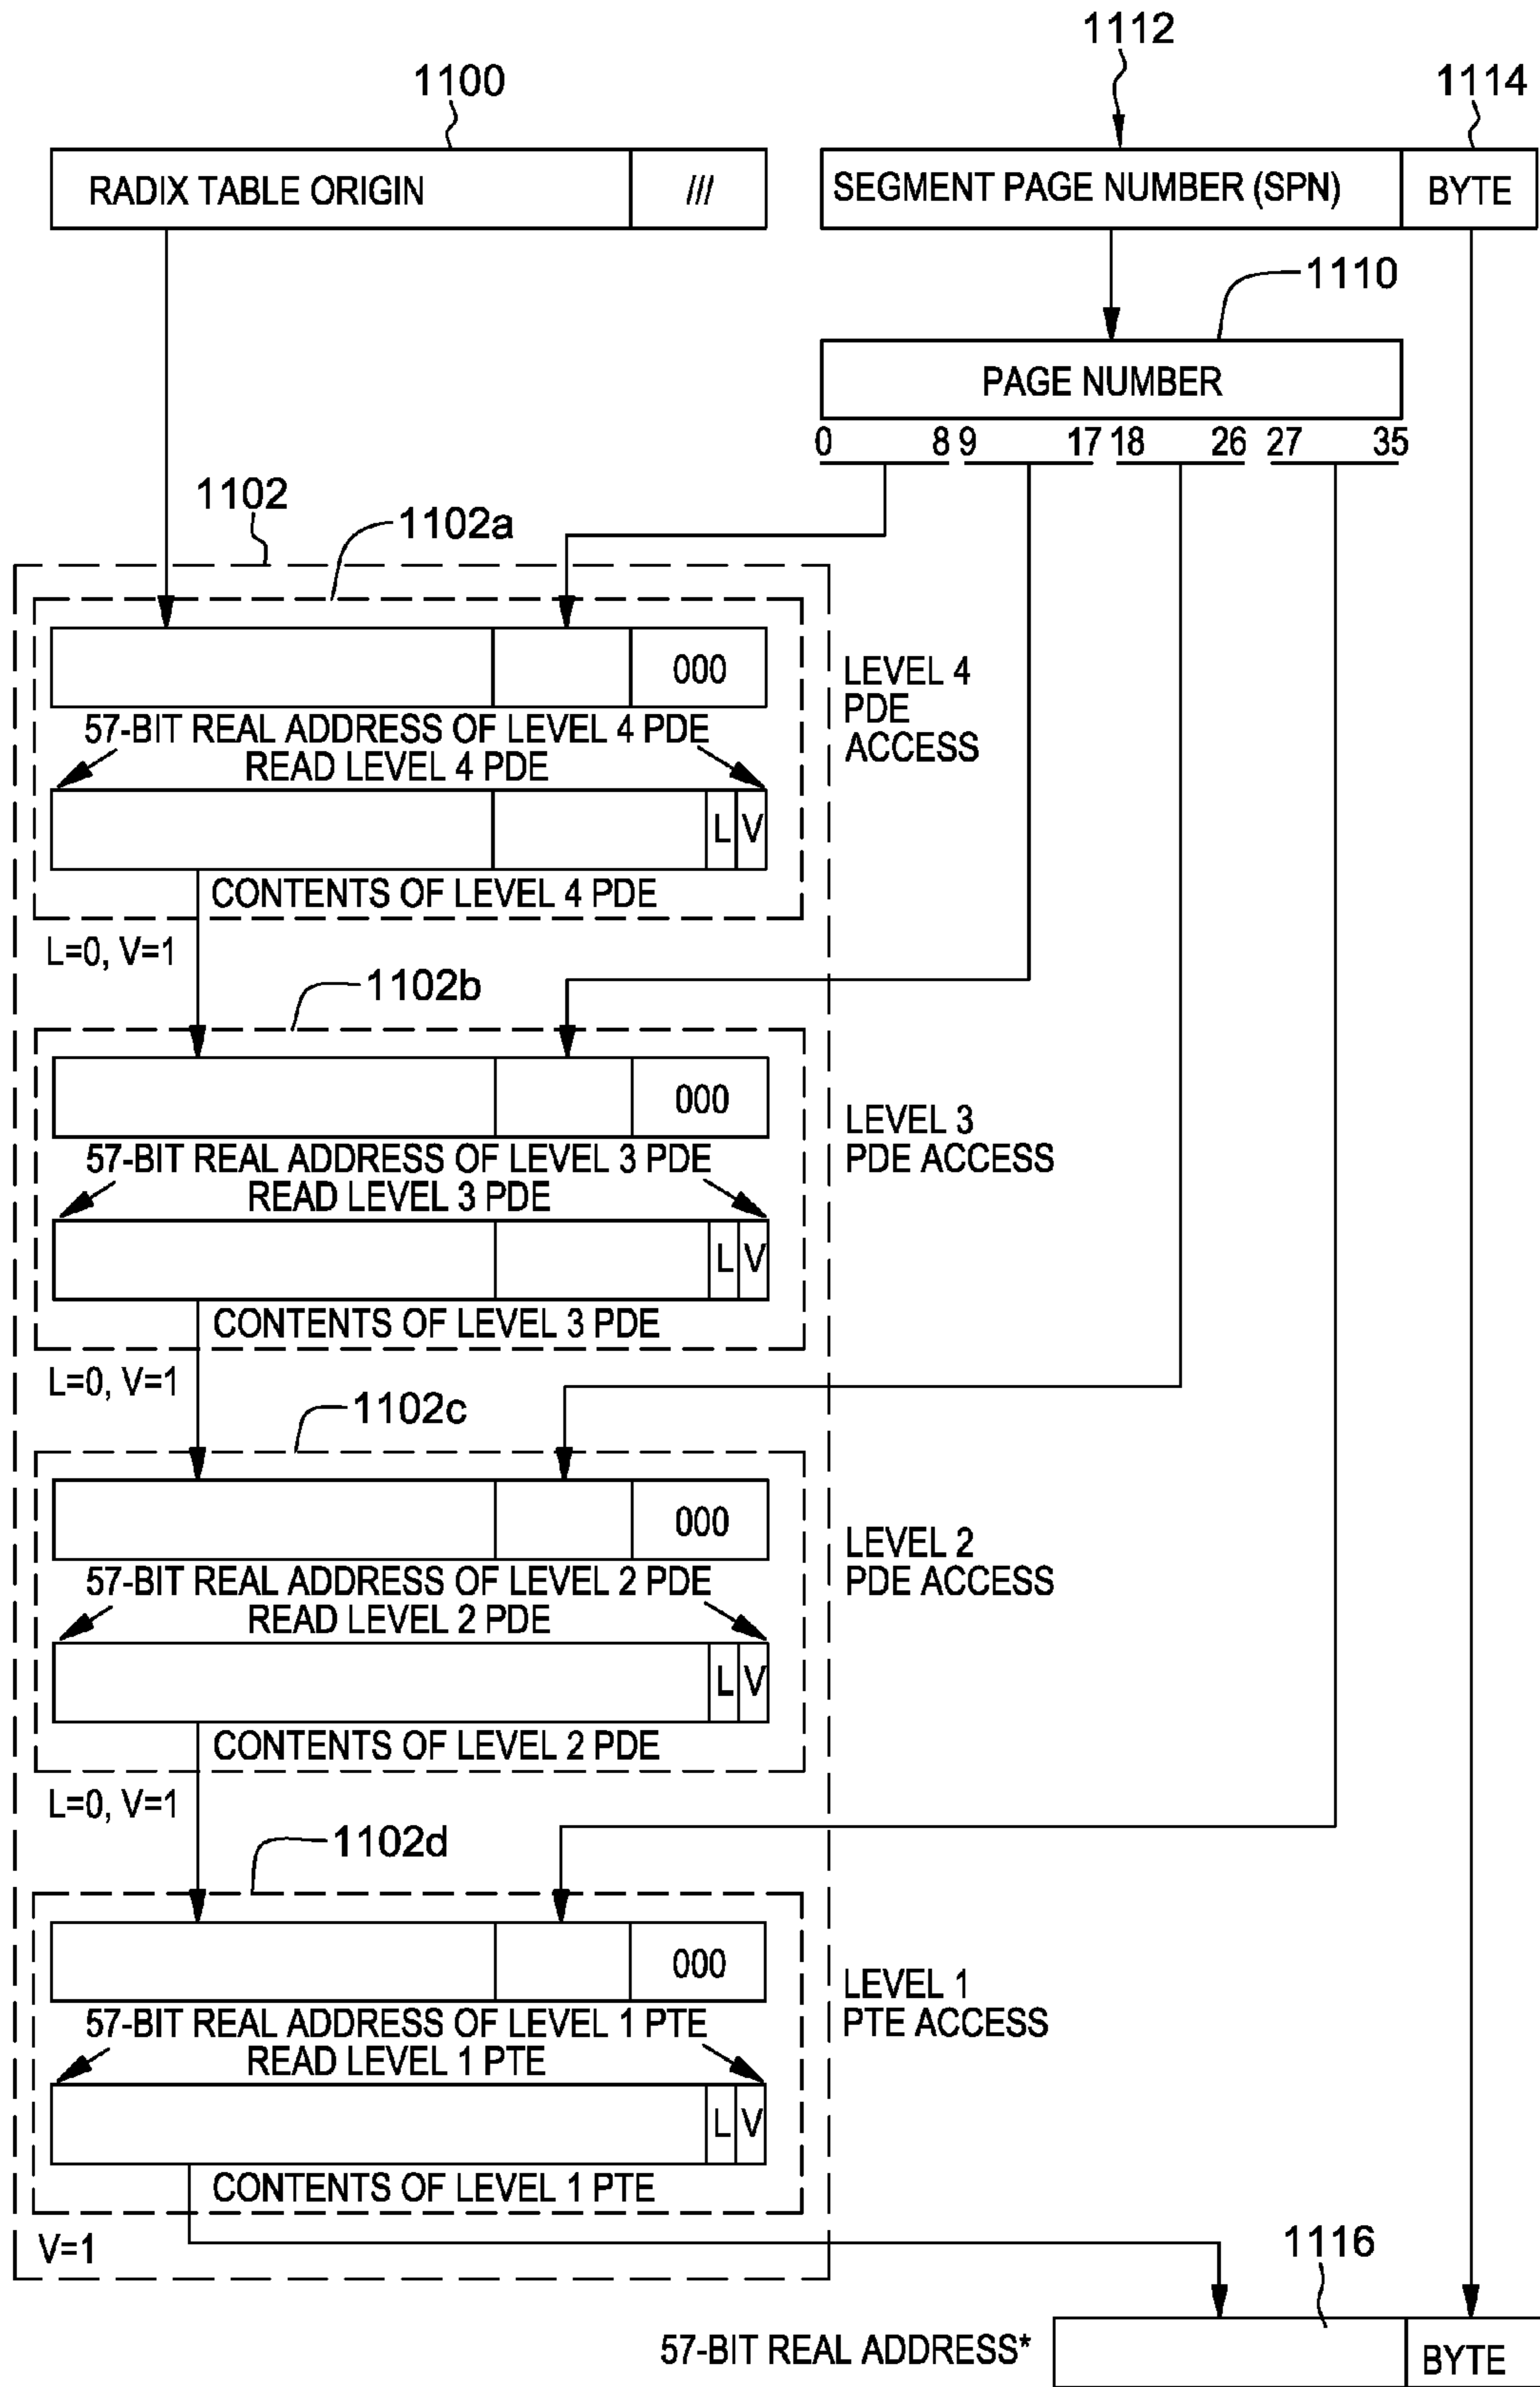 1112
1100
1114
RADIX TABLE ORIGIN
///
SEGMENT PAGE NUMBER (SPN)
BYTE
1110
PAGE NUMBER
0 8 9 17 18 26 27 35
1102
1102a
000
LEVEL 4
PDE
ACCESS
57-BIT REAL ADDRESS OF LEVEL 4 PDE
READ LEVEL 4 PDE
L V
CONTENTS OF LEVEL 4 PDE
L=0, V=1
1102b
000
LEVEL 3
PDE ACCESS
57-BIT REAL ADDRESS OF LEVEL 3 PDE
READ LEVEL 3 PDE
L V
CONTENTS OF LEVEL 3 PDE
L=0, V=1
1102c
000
LEVEL 2
PDE ACCESS
57-BIT REAL ADDRESS OF LEVEL 2 PDE
READ LEVEL 2 PDE
L V
CONTENTS OF LEVEL 2 PDE
L=0, V=1
1102d
000
LEVEL 1
PTE ACCESS
57-BIT REAL ADDRESS OF LEVEL 1 PTE
READ LEVEL 1 PTE
L V
CONTENTS OF LEVEL 1 PTE
V=1
1116
57-BIT REAL ADDRESS*
BYTE